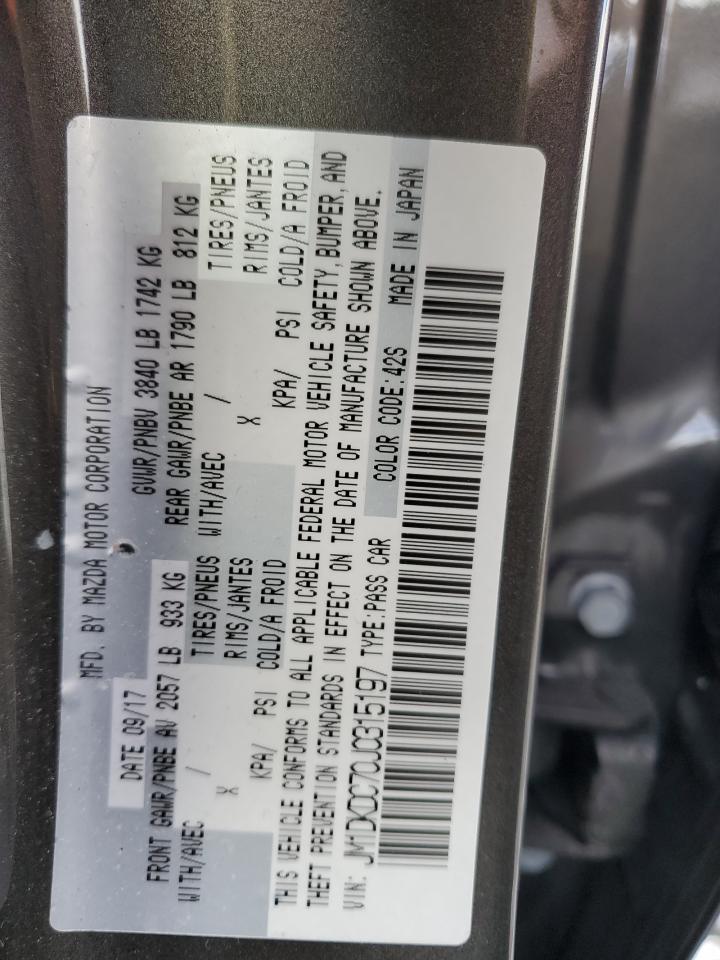 MFD. BY MAZDA MOTOR CORPORATION
DATE 09/17 GVWR/PNBV 3840 LB 1742 KG
FRONT GAWR/PNBE AV 2057 LB 933 KG REAR GAWR/PNBE AR 1790 LB 812 KG
WITH/AVEC / TIRES/PNEUS WITH/AVEC / TIRES/PNEUS
X RIMS/JANTES X RIMS/JANTES
KPA/ PSI COLD/A FROID KPA/ PSI COLD/A FROID
THIS VEHICLE CONFORMS TO ALL APPLICABLE FEDERAL MOTOR VEHICLE SAFETY, BUMPER, AND
THEFT PREVENTION STANDARDS IN EFFECT ON THE DATE OF MANUFACTURE SHOWN ABOVE.
VIN: JM1DKDC70J0315197 TYPE:PASS CAR COLOR CODE:42S MADE IN JAPAN